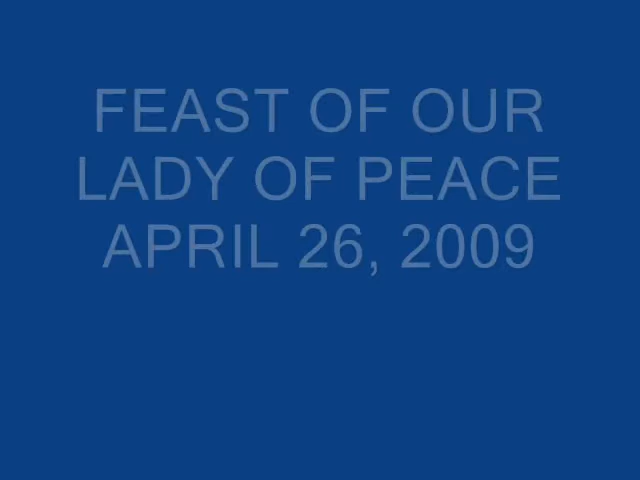 FEAST OF OUR
LADY OF PEACE
APRIL 26, 2009